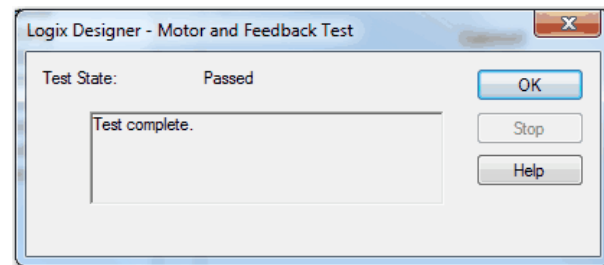 Logix Designer - Motor and Feedback Test
X
Test State: Passed
OK
Test complete.
Stop
Help